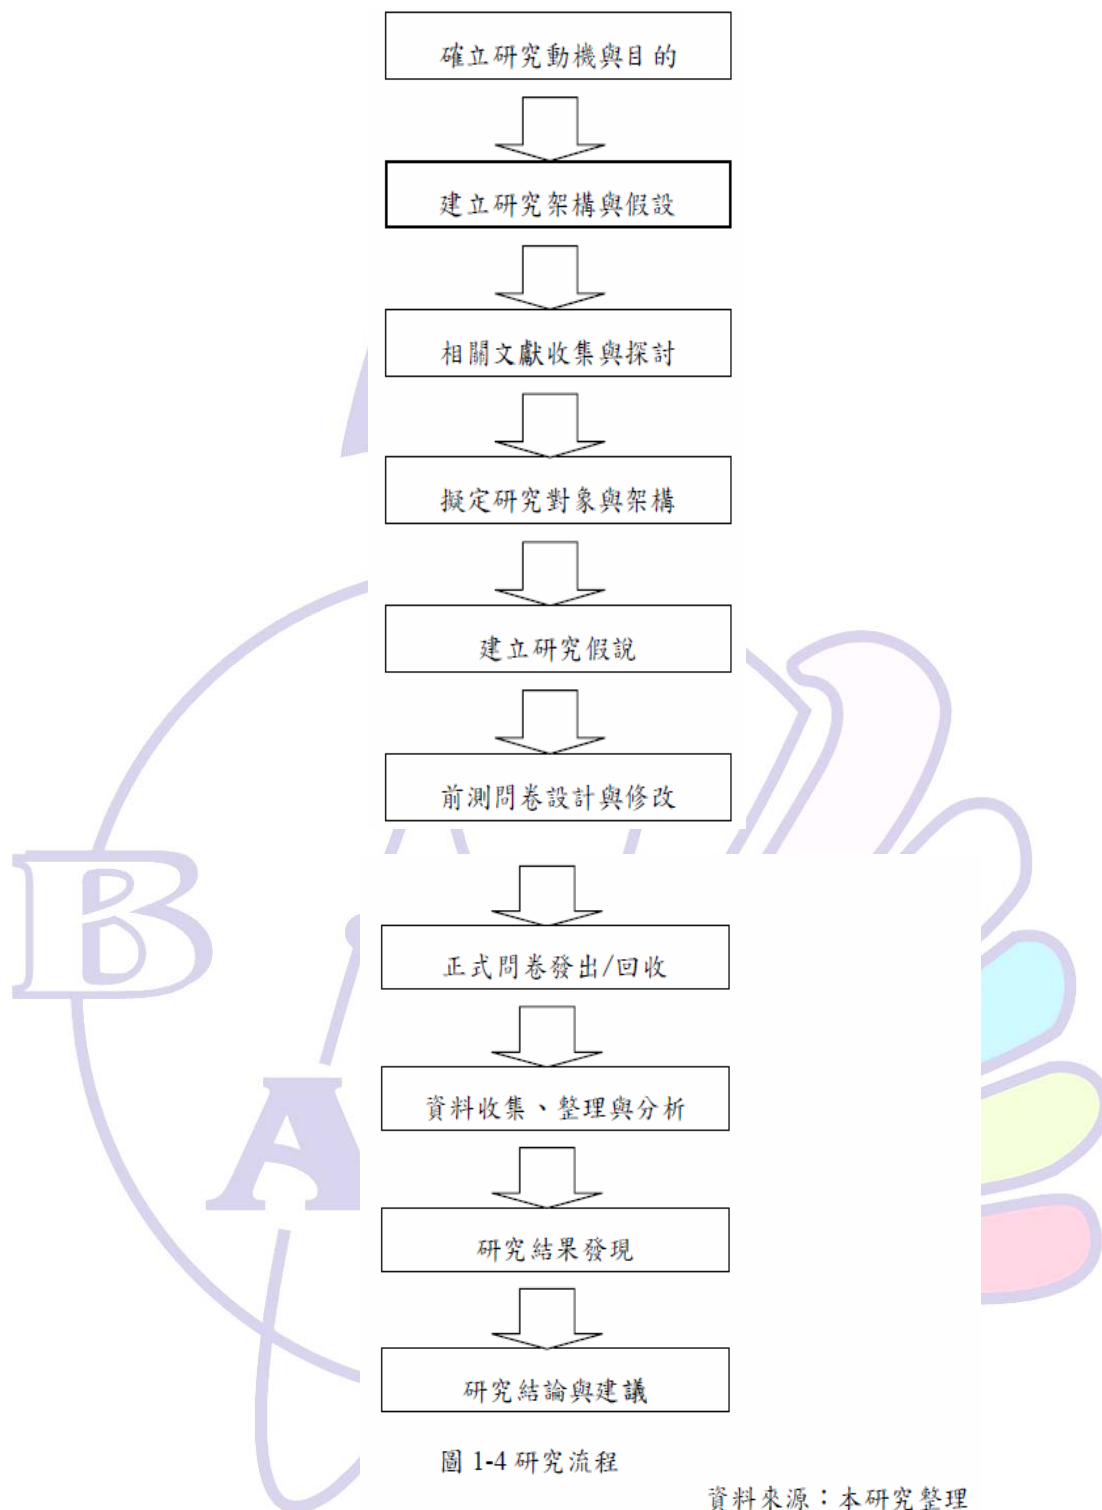 確立研究動機與目的
建立研究架構與假設
相關文獻收集與探討
擬定研究對象與架構
建立研究假說
前測問卷設計與修改
B
正式問卷發出/回收
A
資料收集、整理與分析
研究結果發現
研究結論與建議
圖 1-4 研究流程
資料來源：本研究整理